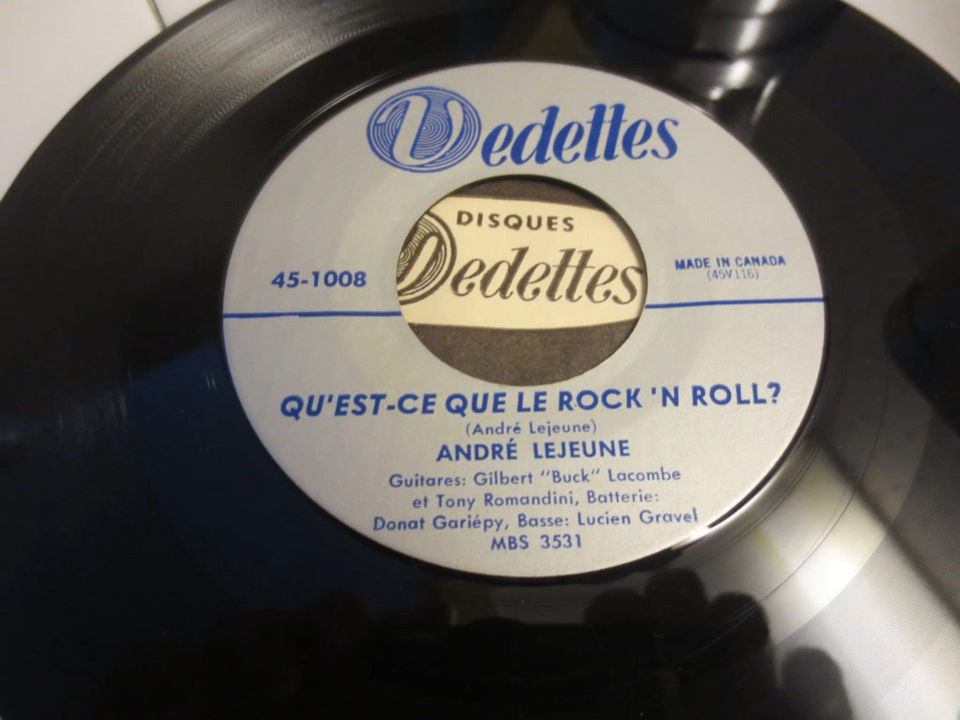 Vedettes
DISQUES
Vedettes
45-1008
MADE IN CANADA
(45V116)
QU'EST-CE QUE LE ROCK 'N ROLL?
(André Lejeune)
ANDRÉ LEJEUNE
Guitares: Gilbert "Buck" Lacombe
et Tony Romandini, Batterie:
Donat Gariépy, Basse: Lucien Gravel
MBS 3531